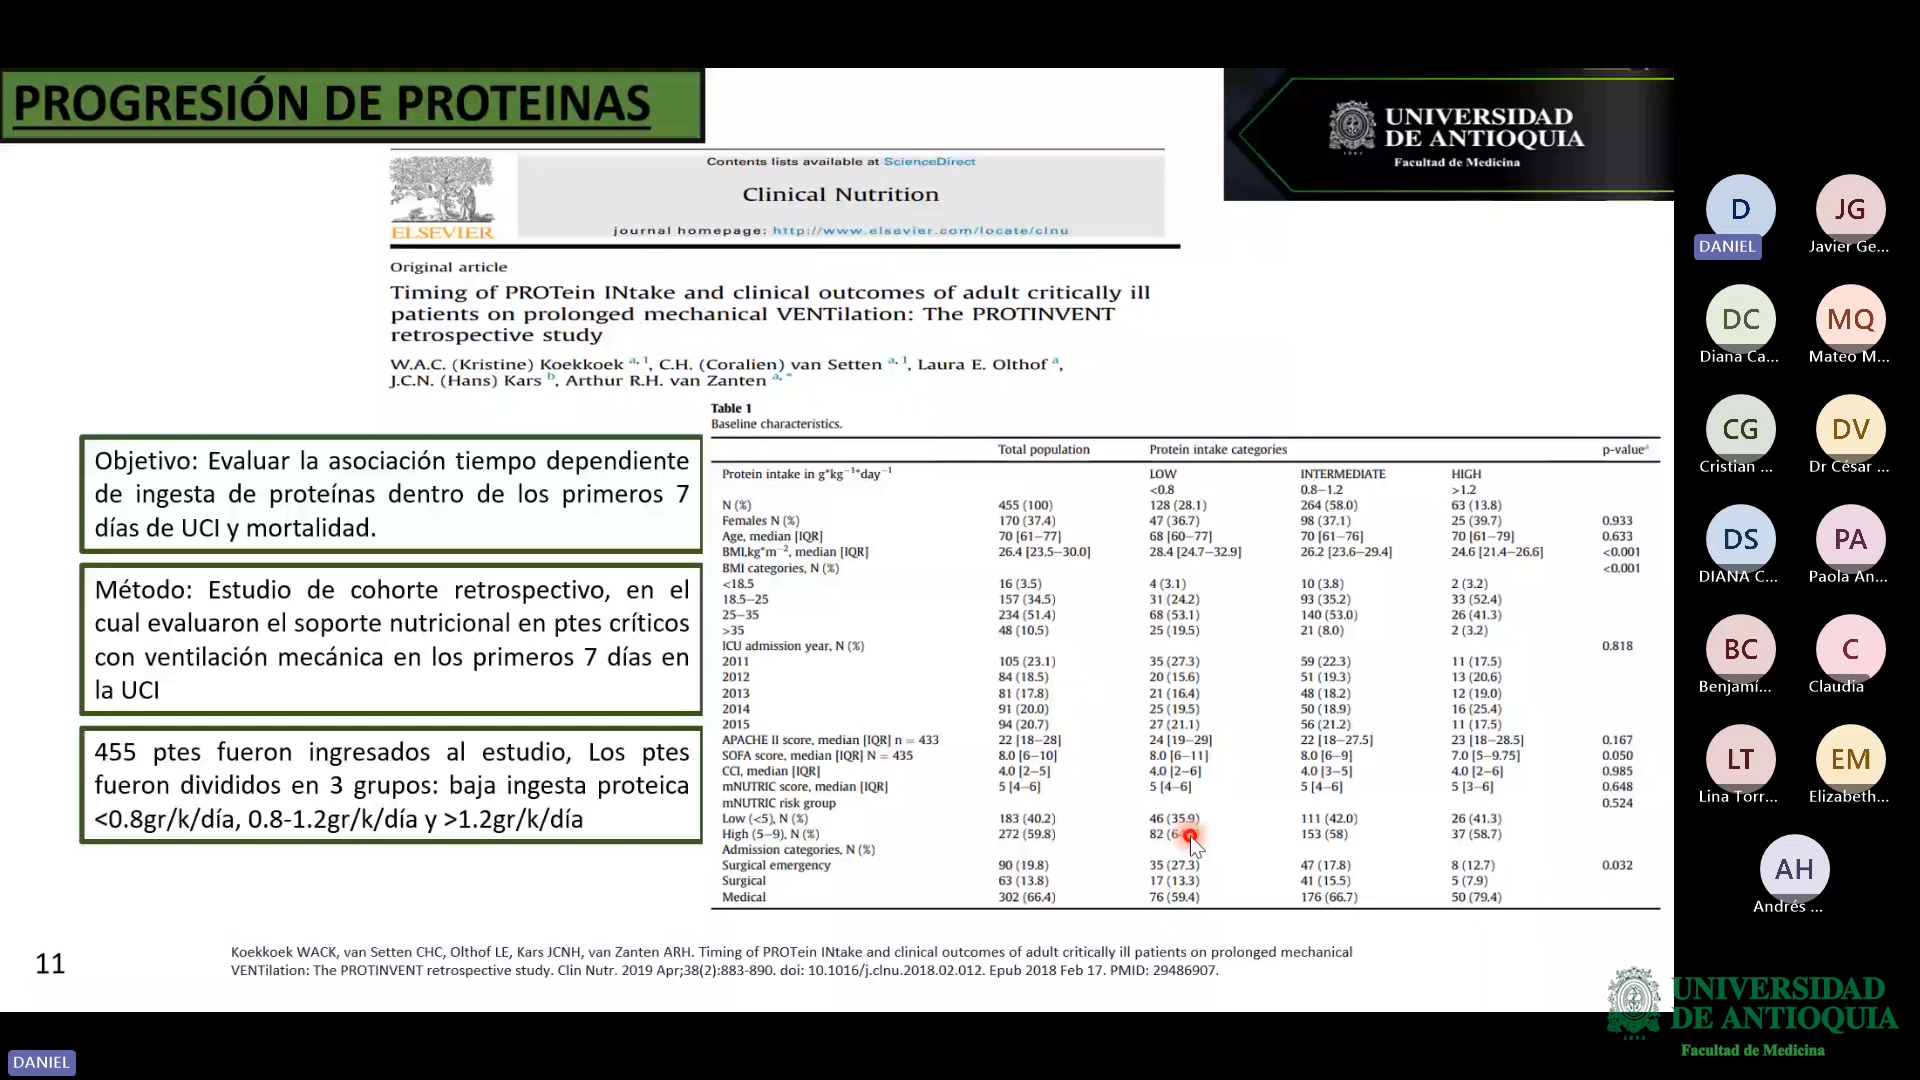 PROGRESIÓN DE PROTEINAS
UNIVERSIDAD
DE ANTIOQUIA
Facultad de Medicina
1803
Contents lists available at ScienceDirect
Clinical Nutrition
journal homepage: http://www.elsevier.com/locate/clnu
ELSEVIER
Original article
Timing of PROTein INtake and clinical outcomes of adult critically ill
patients on prolonged mechanical VENTilation: The PROTINVENT
retrospective study
W.A.C. (Kristine) Koekkoek a, 1, C.H. (Coralien) van Setten a, 1, Laura E. Olthof a,
J.C.N. (Hans) Kars b, Arthur R.H. van Zanten a, *
Objetivo: Evaluar la asociación tiempo dependiente
de ingesta de proteínas dentro de los primeros 7
días de UCI y mortalidad.
Método: Estudio de cohorte retrospectivo, en el
cual evaluaron el soporte nutricional en ptes críticos
con ventilación mecánica en los primeros 7 días en
la UCI
455 ptes fueron ingresados al estudio, Los ptes
fueron divididos en 3 grupos: baja ingesta proteica
<0.8gr/k/día, 0.8-1.2gr/k/día y >1.2gr/k/día
Table 1
Baseline characteristics.
Total population Protein intake categories p-value
Protein intake in g*kg−1*day−1 LOW INTERMEDIATE HIGH
<0.8 0.8–1.2 >1.2
N (%) 455 (100) 128 (28.1) 264 (58.0) 63 (13.8)
Females N (%) 170 (37.4) 47 (36.7) 98 (37.1) 25 (39.7) 0.933
Age, median [IQR] 70 [61–77] 68 [60–77] 70 [61–76] 70 [61–79] 0.633
BMI,kg*m−2, median [IQR] 26.4 [23.5–30.0] 28.4 [24.7–32.9] 26.2 [23.6–29.4] 24.6 [21.4–26.6] <0.001
BMI categories, N (%) <0.001
<18.5 16 (3.5) 4 (3.1) 10 (3.8) 2 (3.2)
18.5–25 157 (34.5) 31 (24.2) 93 (35.2) 33 (52.4)
25–35 234 (51.4) 68 (53.1) 140 (53.0) 26 (41.3)
>35 48 (10.5) 25 (19.5) 21 (8.0) 2 (3.2)
ICU admission year, N (%) 0.818
2011 105 (23.1) 35 (27.3) 59 (22.3) 11 (17.5)
2012 84 (18.5) 20 (15.6) 51 (19.3) 13 (20.6)
2013 81 (17.8) 21 (16.4) 48 (18.2) 12 (19.0)
2014 91 (20.0) 25 (19.5) 50 (18.9) 16 (25.4)
2015 94 (20.7) 27 (21.1) 56 (21.2) 11 (17.5)
APACHE II score, median [IQR] n = 433 22 [18–28] 24 [19–29] 22 [18–27.5] 23 [18–28.5] 0.167
SOFA score, median [IQR] N = 435 8.0 [6–10] 8.0 [6–11] 8.0 [6–9] 7.0 [5–9.75] 0.050
CCI, median [IQR] 4.0 [2–5] 4.0 [2–6] 4.0 [3–5] 4.0 [2–6] 0.985
mNUTRIC score, median [IQR] 5 [4–6] 5 [4–6] 5 [4–6] 5 [3–6] 0.648
mNUTRIC risk group 0.524
Low (<5), N (%) 183 (40.2) 46 (35.9) 111 (42.0) 26 (41.3)
High (5–9), N (%) 272 (59.8) 82 153 (58) 37 (58.7)
Admission categories, N (%)
Surgical emergency 90 (19.8) 35 (27.3) 47 (17.8) 8 (12.7) 0.032
Surgical 63 (13.8) 17 (13.3) 41 (15.5) 5 (7.9)
Medical 302 (66.4) 76 (59.4) 176 (66.7) 50 (79.4)
11
Koekkoek WACK, van Setten CHC, Olthof LE, Kars JCNH, van Zanten ARH. Timing of PROTein INtake and clinical outcomes of adult critically ill patients on prolonged mechanical
VENTilation: The PROTINVENT retrospective study. Clin Nutr. 2019 Apr;38(2):883-890. doi: 10.1016/j.clnu.2018.02.012. Epub 2018 Feb 17. PMID: 29486907.
D JG
DANIEL Javier Ge...
DC MQ
Diana Ca... Mateo M...
CG DV
Cristian ... Dr César ...
DS PA
DIANA C... Paola An...
BC C
Benjamí... Claudia
LT EM
Lina Torr... Elizabeth...
AH
Andrés ...
UNIVERSIDAD
DE ANTIOQUIA
1803
Facultad de Medicina
DANIEL